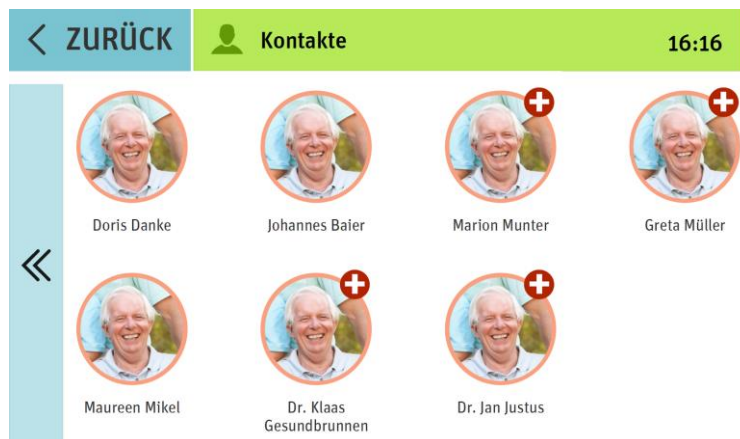 ZURÜCK
Kontakte
16:16
Doris Danke
Johannes Baier
Marion Munter
Greta Müller
Maureen Mikel
Dr. Klaas
Gesundbrunnen
Dr. Jan Justus